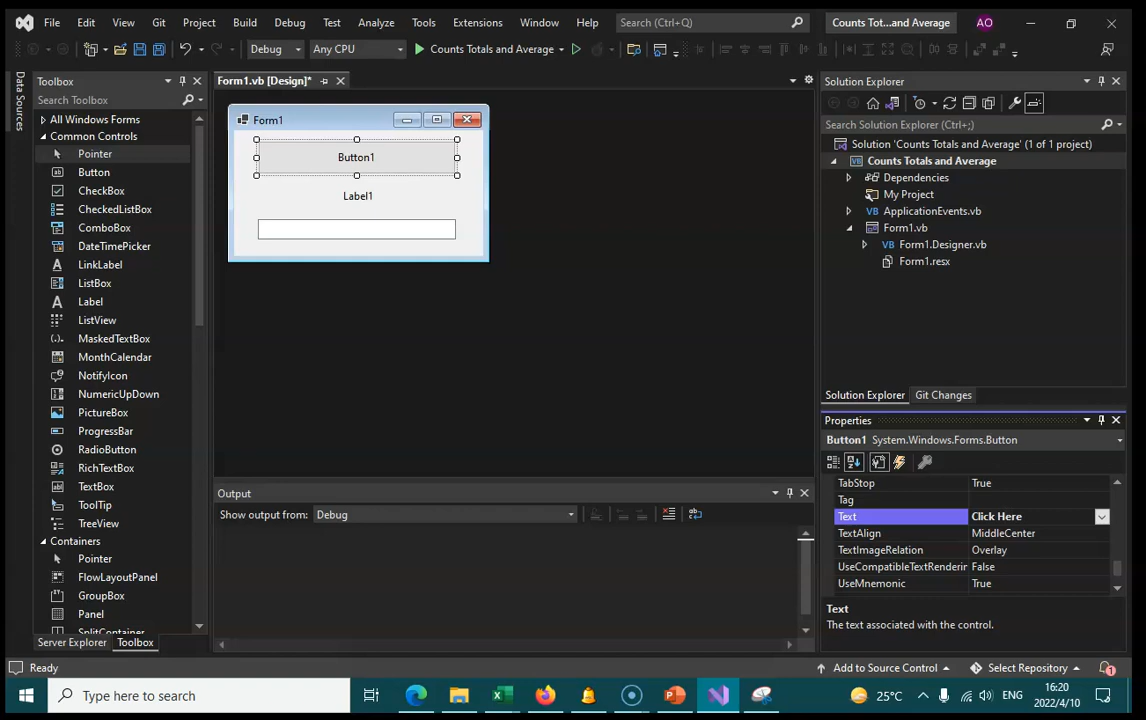 File Edit View Git Project Build Debug Test Analyze Tools Extensions Window Help Search (Ctrl+Q) Counts Tot...and Average AO
Debug Any CPU Counts Totals and Average
Data Sources
Toolbox
Search Toolbox
All Windows Forms
Common Controls
Pointer
Button
CheckBox
CheckedListBox
ComboBox
DateTimePicker
LinkLabel
ListBox
Label
ListView
MaskedTextBox
MonthCalendar
NotifyIcon
NumericUpDown
PictureBox
ProgressBar
RadioButton
RichTextBox
TextBox
ToolTip
TreeView
Containers
Pointer
FlowLayoutPanel
GroupBox
Panel
SplitContainer
Server Explorer Toolbox
Form1.vb [Design]*
Form1
Button1
Label1
Output
Show output from: Debug
Solution Explorer
Search Solution Explorer (Ctrl+;)
Solution 'Counts Totals and Average' (1 of 1 project)
VB Counts Totals and Average
Dependencies
My Project
VB ApplicationEvents.vb
Form1.vb
VB Form1.Designer.vb
Form1.resx
Solution Explorer Git Changes
Properties
Button1 System.Windows.Forms.Button
TabStop True
Tag
Text Click Here
TextAlign MiddleCenter
TextImageRelation Overlay
UseCompatibleTextRenderin False
UseMnemonic True
Text
The text associated with the control.
Ready Add to Source Control Select Repository 1
Type here to search 25°C ENG 16:20
2022/4/10